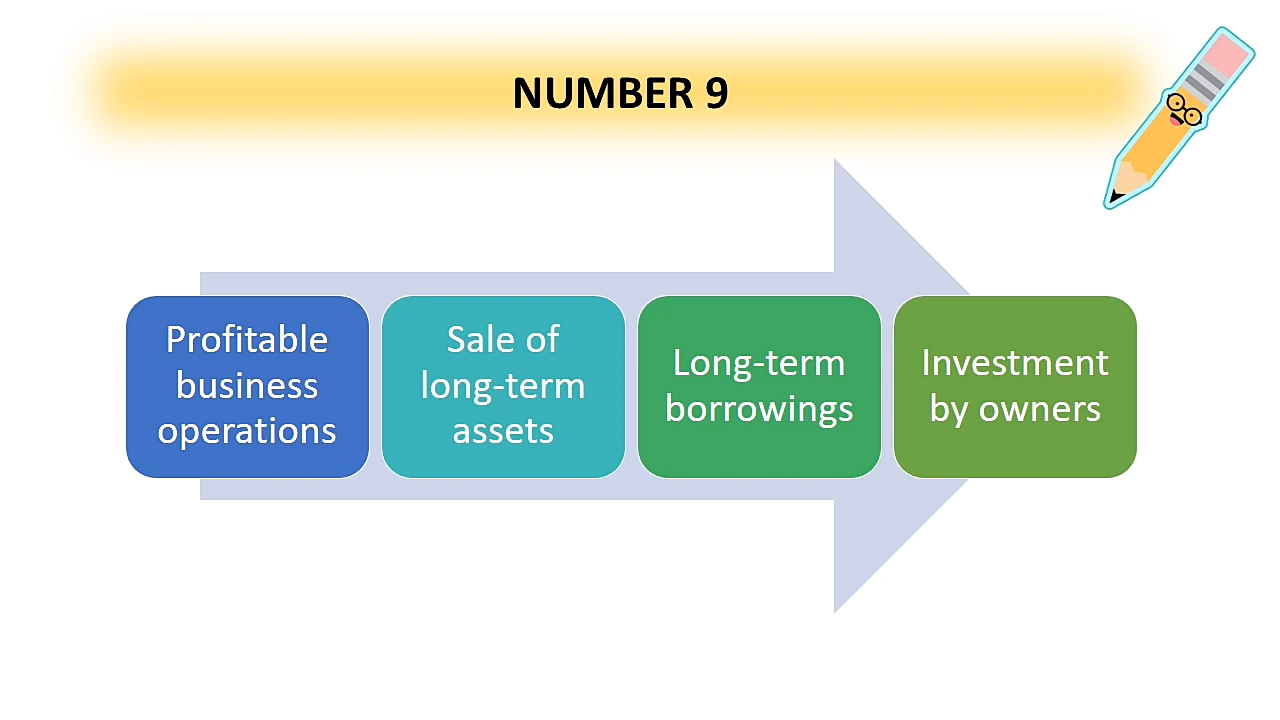 NUMBER 9
Profitable
business
operations
Sale of
long-term
assets
Long-term
borrowings
Investment
by owners